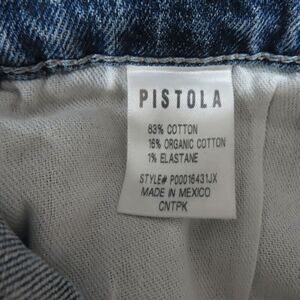 PISTOLA
83% COTTON
16% ORGANIC COTTON
1% ELASTANE
STYLE# P00016431JX
MADE IN MEXICO
CNTPK